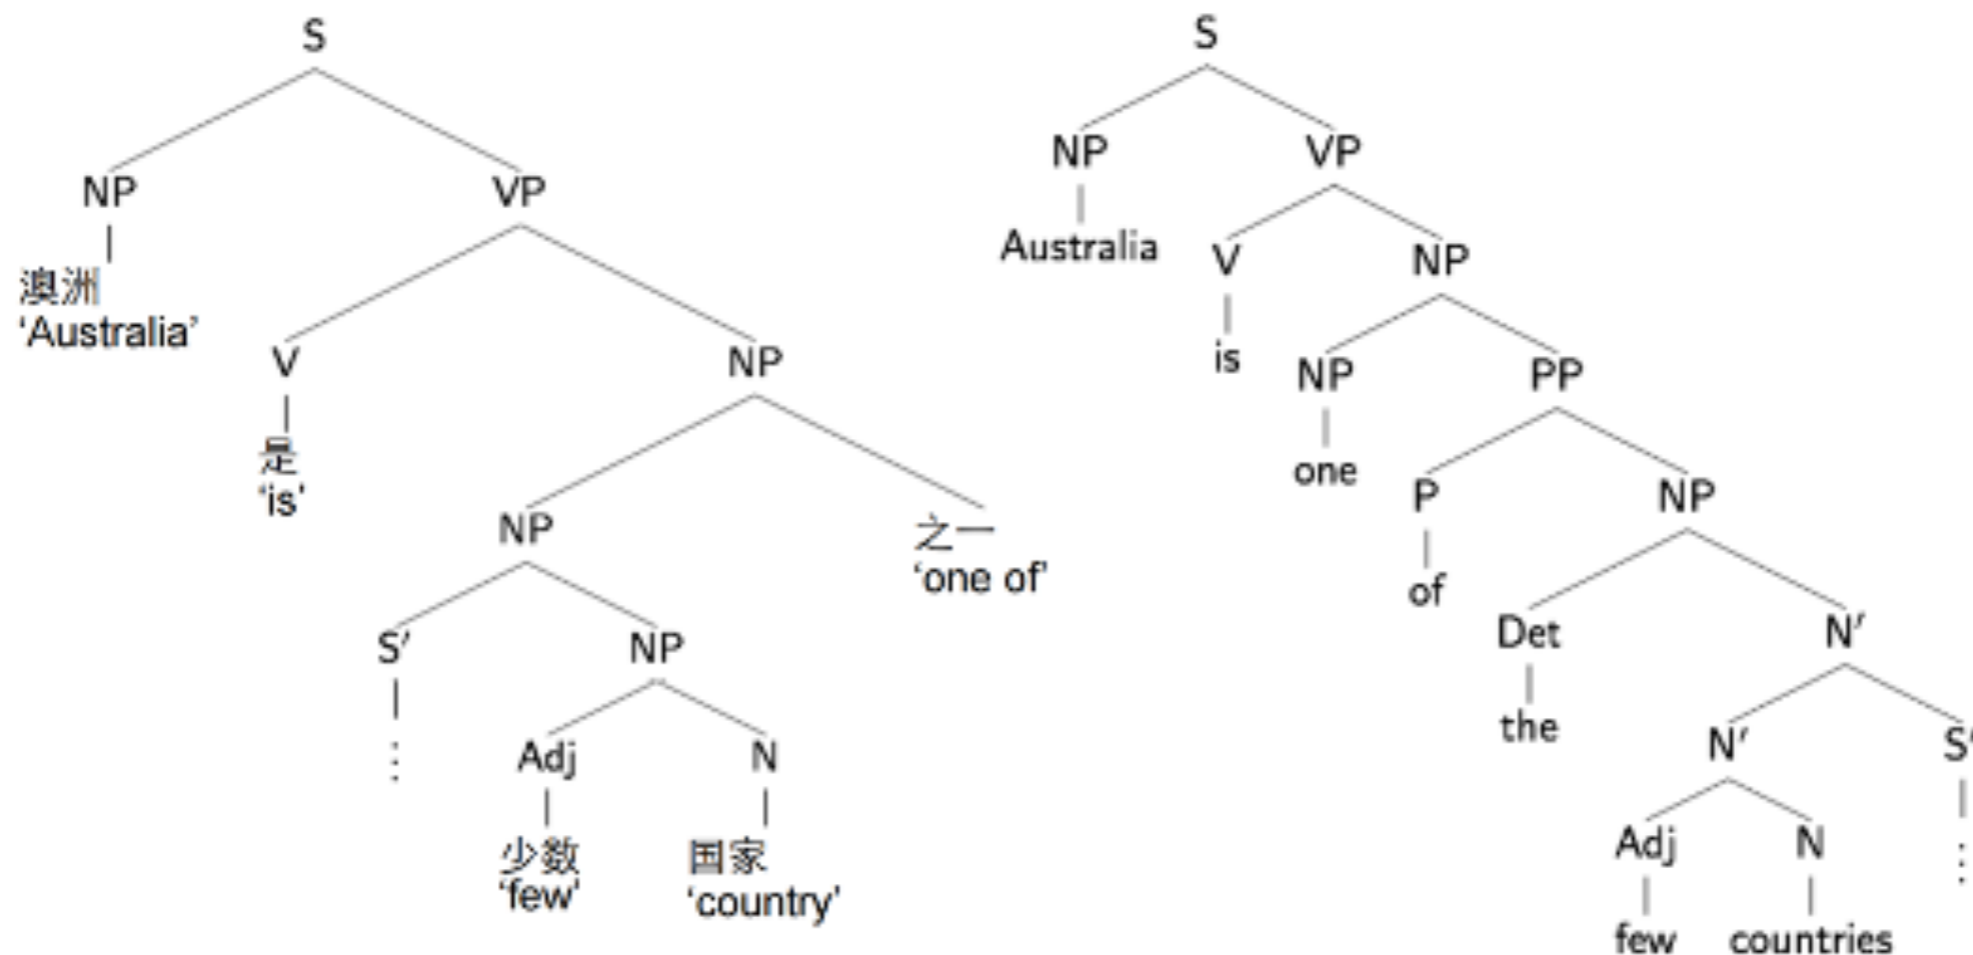 S
NP VP
澳洲
'Australia'
V NP
是
'is'
NP 之一
'one of'
S′ NP
⋮ Adj N
少数 国家
'few' 'country'
S
NP VP
Australia V NP
is NP PP
one P NP
of Det N′
the N′ S′
Adj N ⋮
few countries